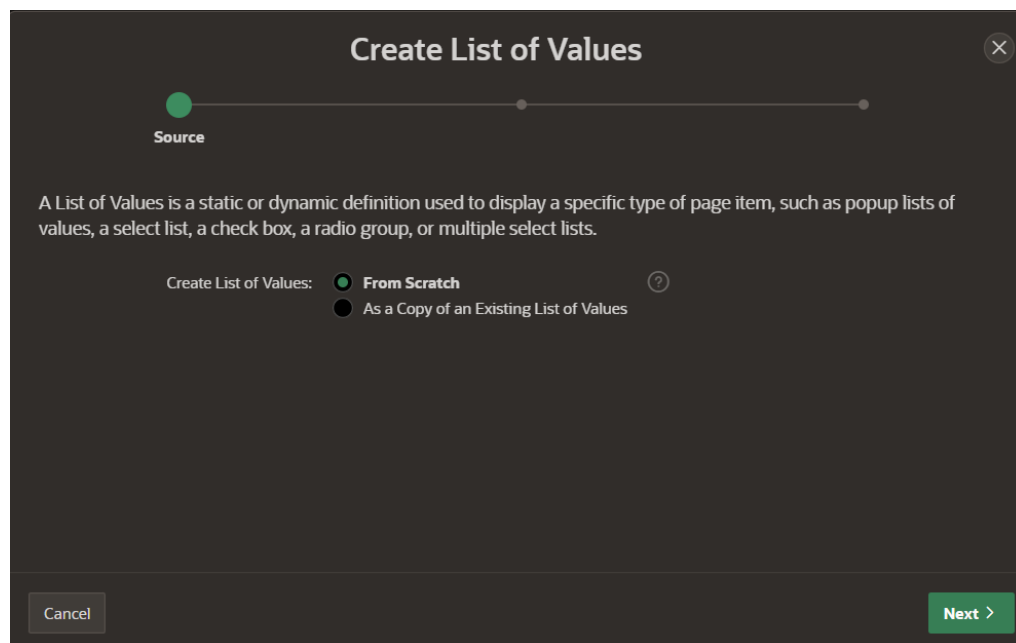 Create List of Values
Source
A List of Values is a static or dynamic definition used to display a specific type of page item, such as popup lists of
values, a select list, a check box, a radio group, or multiple select lists.
Create List of Values: From Scratch ?
As a Copy of an Existing List of Values
Cancel Next >